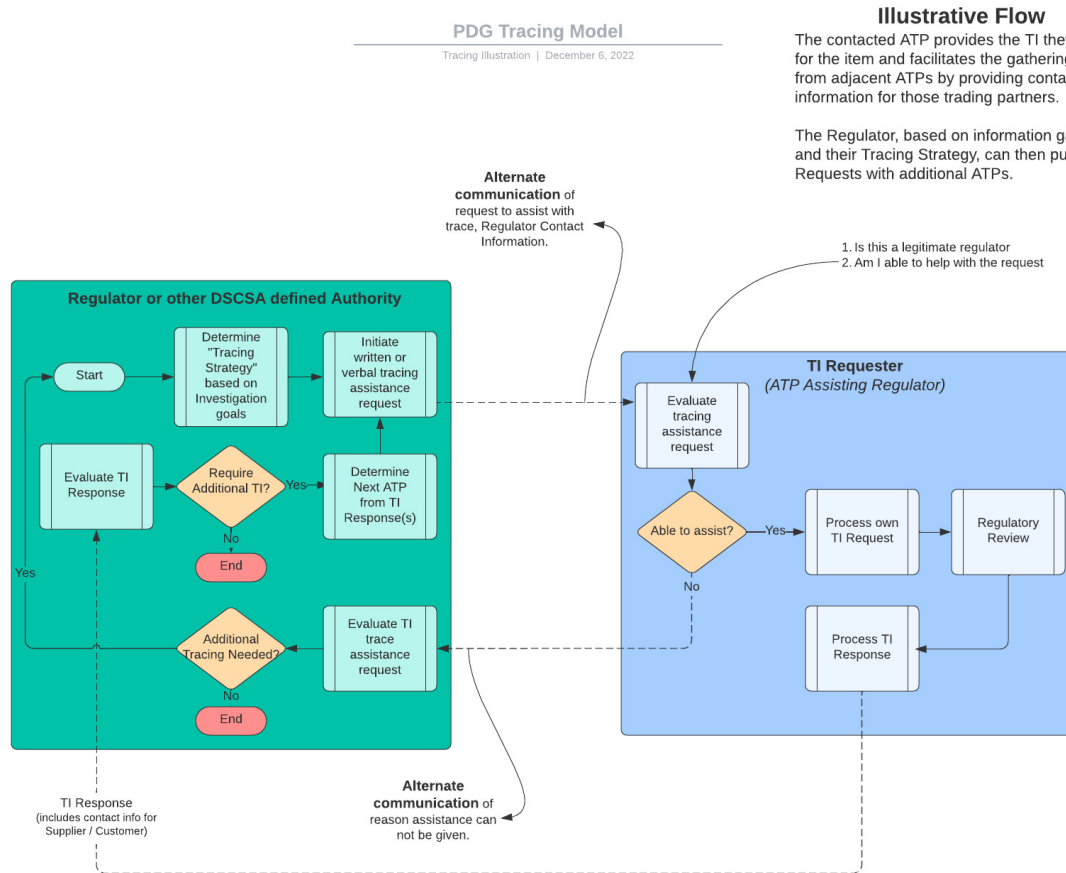 PDG Tracing Model
Tracing Illustration | December 6, 2022
Illustrative Flow
The contacted ATP provides the TI they
for the item and facilitates the gathering
from adjacent ATPs by providing conta
information for those trading partners.
The Regulator, based on information ga
and their Tracing Strategy, can then pu
Requests with additional ATPs.
Alternate
communication of
request to assist with
trace, Regulator Contact
Information.
1. Is this a legitimate regulator
2. Am I able to help with the request
Regulator or other DSCSA defined Authority
Start
Determine
"Tracing
Strategy"
based on
Investigation
goals
Initiate
written or
verbal tracing
assistance
request
Evaluate TI
Response
Require
Additional TI?
Yes
Determine
Next ATP
from TI
Response(s)
No
End
Yes
Additional
Tracing Needed?
Evaluate TI
trace
assistance
request
No
End
TI Requester
(ATP Assisting Regulator)
Evaluate
tracing
assistance
request
Able to assist?
Yes
Process own
TI Request
Regulatory
Review
No
Process TI
Response
TI Response
(includes contact info for
Supplier / Customer)
Alternate
communication of
reason assistance can
not be given.